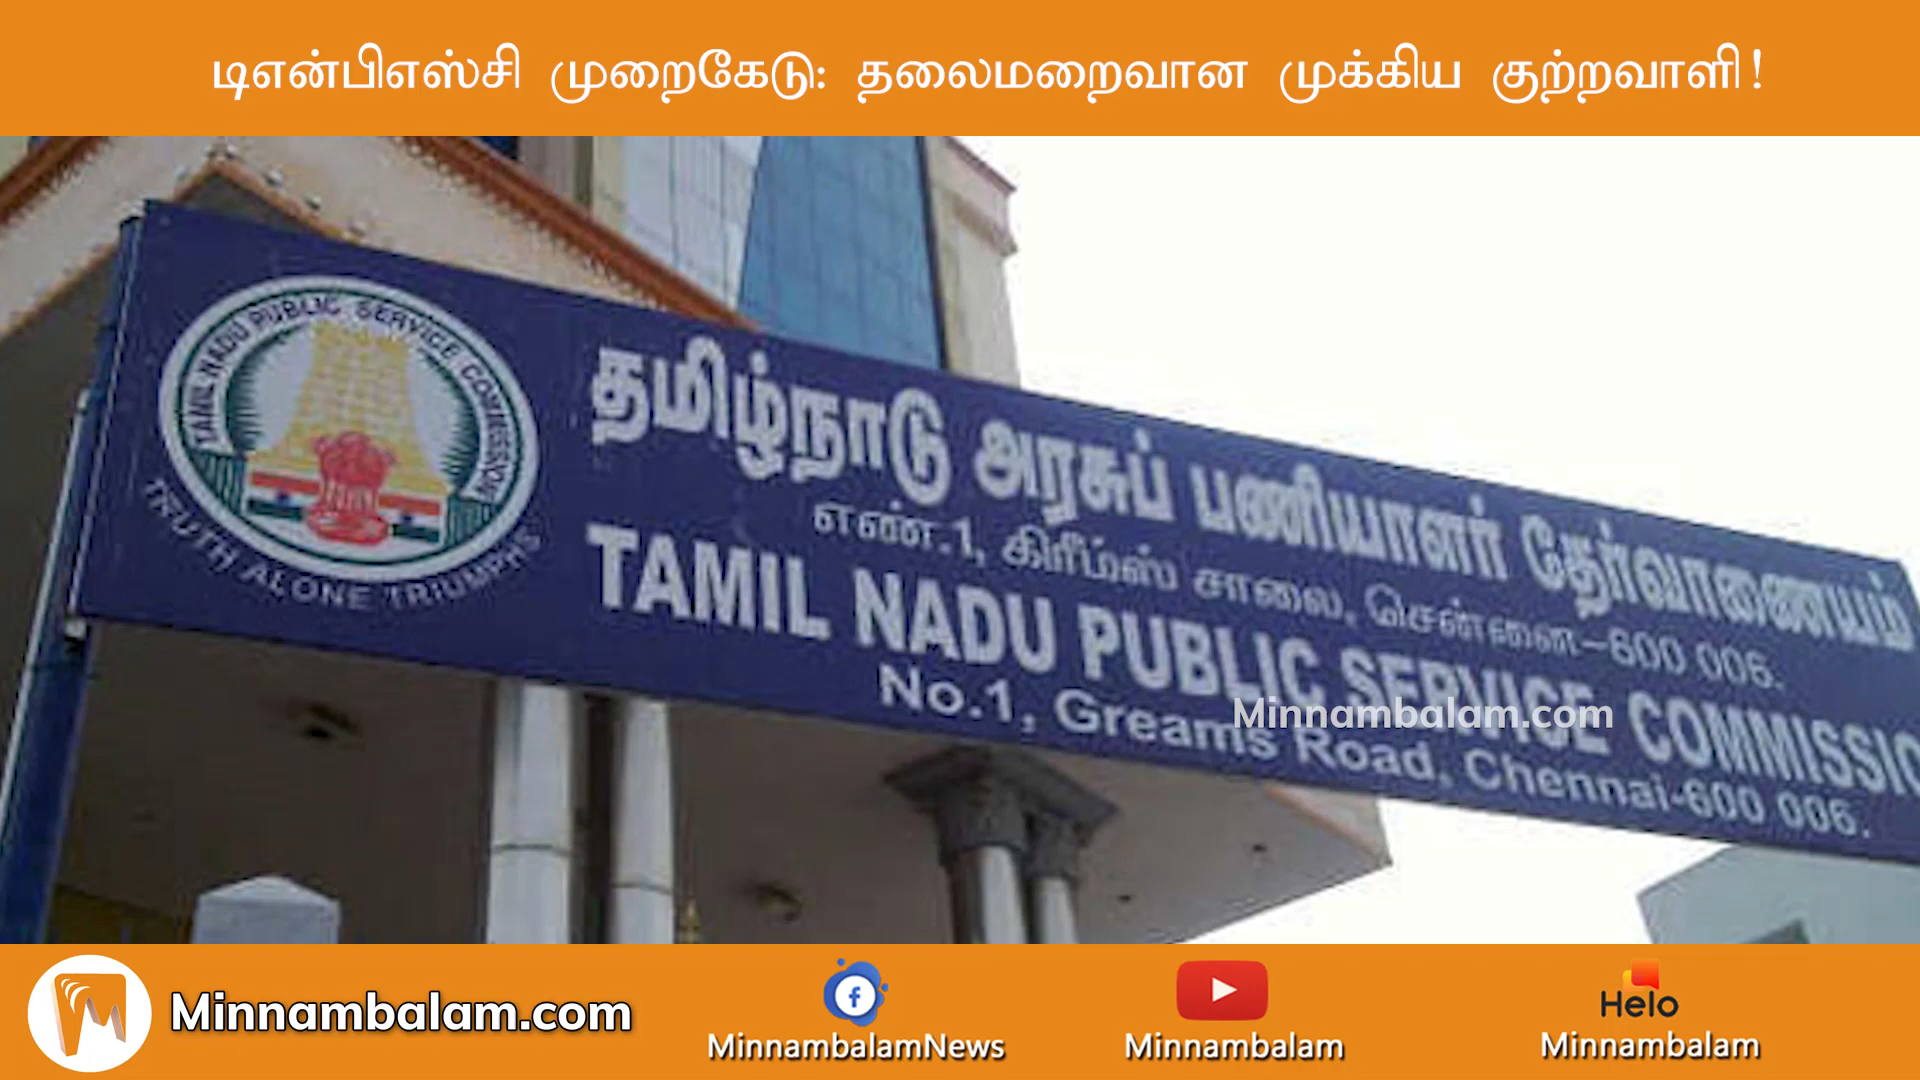 டிஎன்பிஎஸ்சி முறைகேடு: தலைமறைவான முக்கிய குற்றவாளி!
TAMIL NADU PUBLIC SERVICE COMMISSION
TRUTH ALONE TRIUMPHS
தமிழ்நாடு அரசுப் பணியாளர் தேர்வாணையம்
எண்.1, கிரீம்ஸ் சாலை, சென்னை-600 006.
TAMIL NADU PUBLIC SERVICE COMMISSIO
No.1, Greams Road, Chennai-600 006.
Minnambalam.com
Minnambalam.com
MinnambalamNews
Minnambalam
Helo
Minnambalam